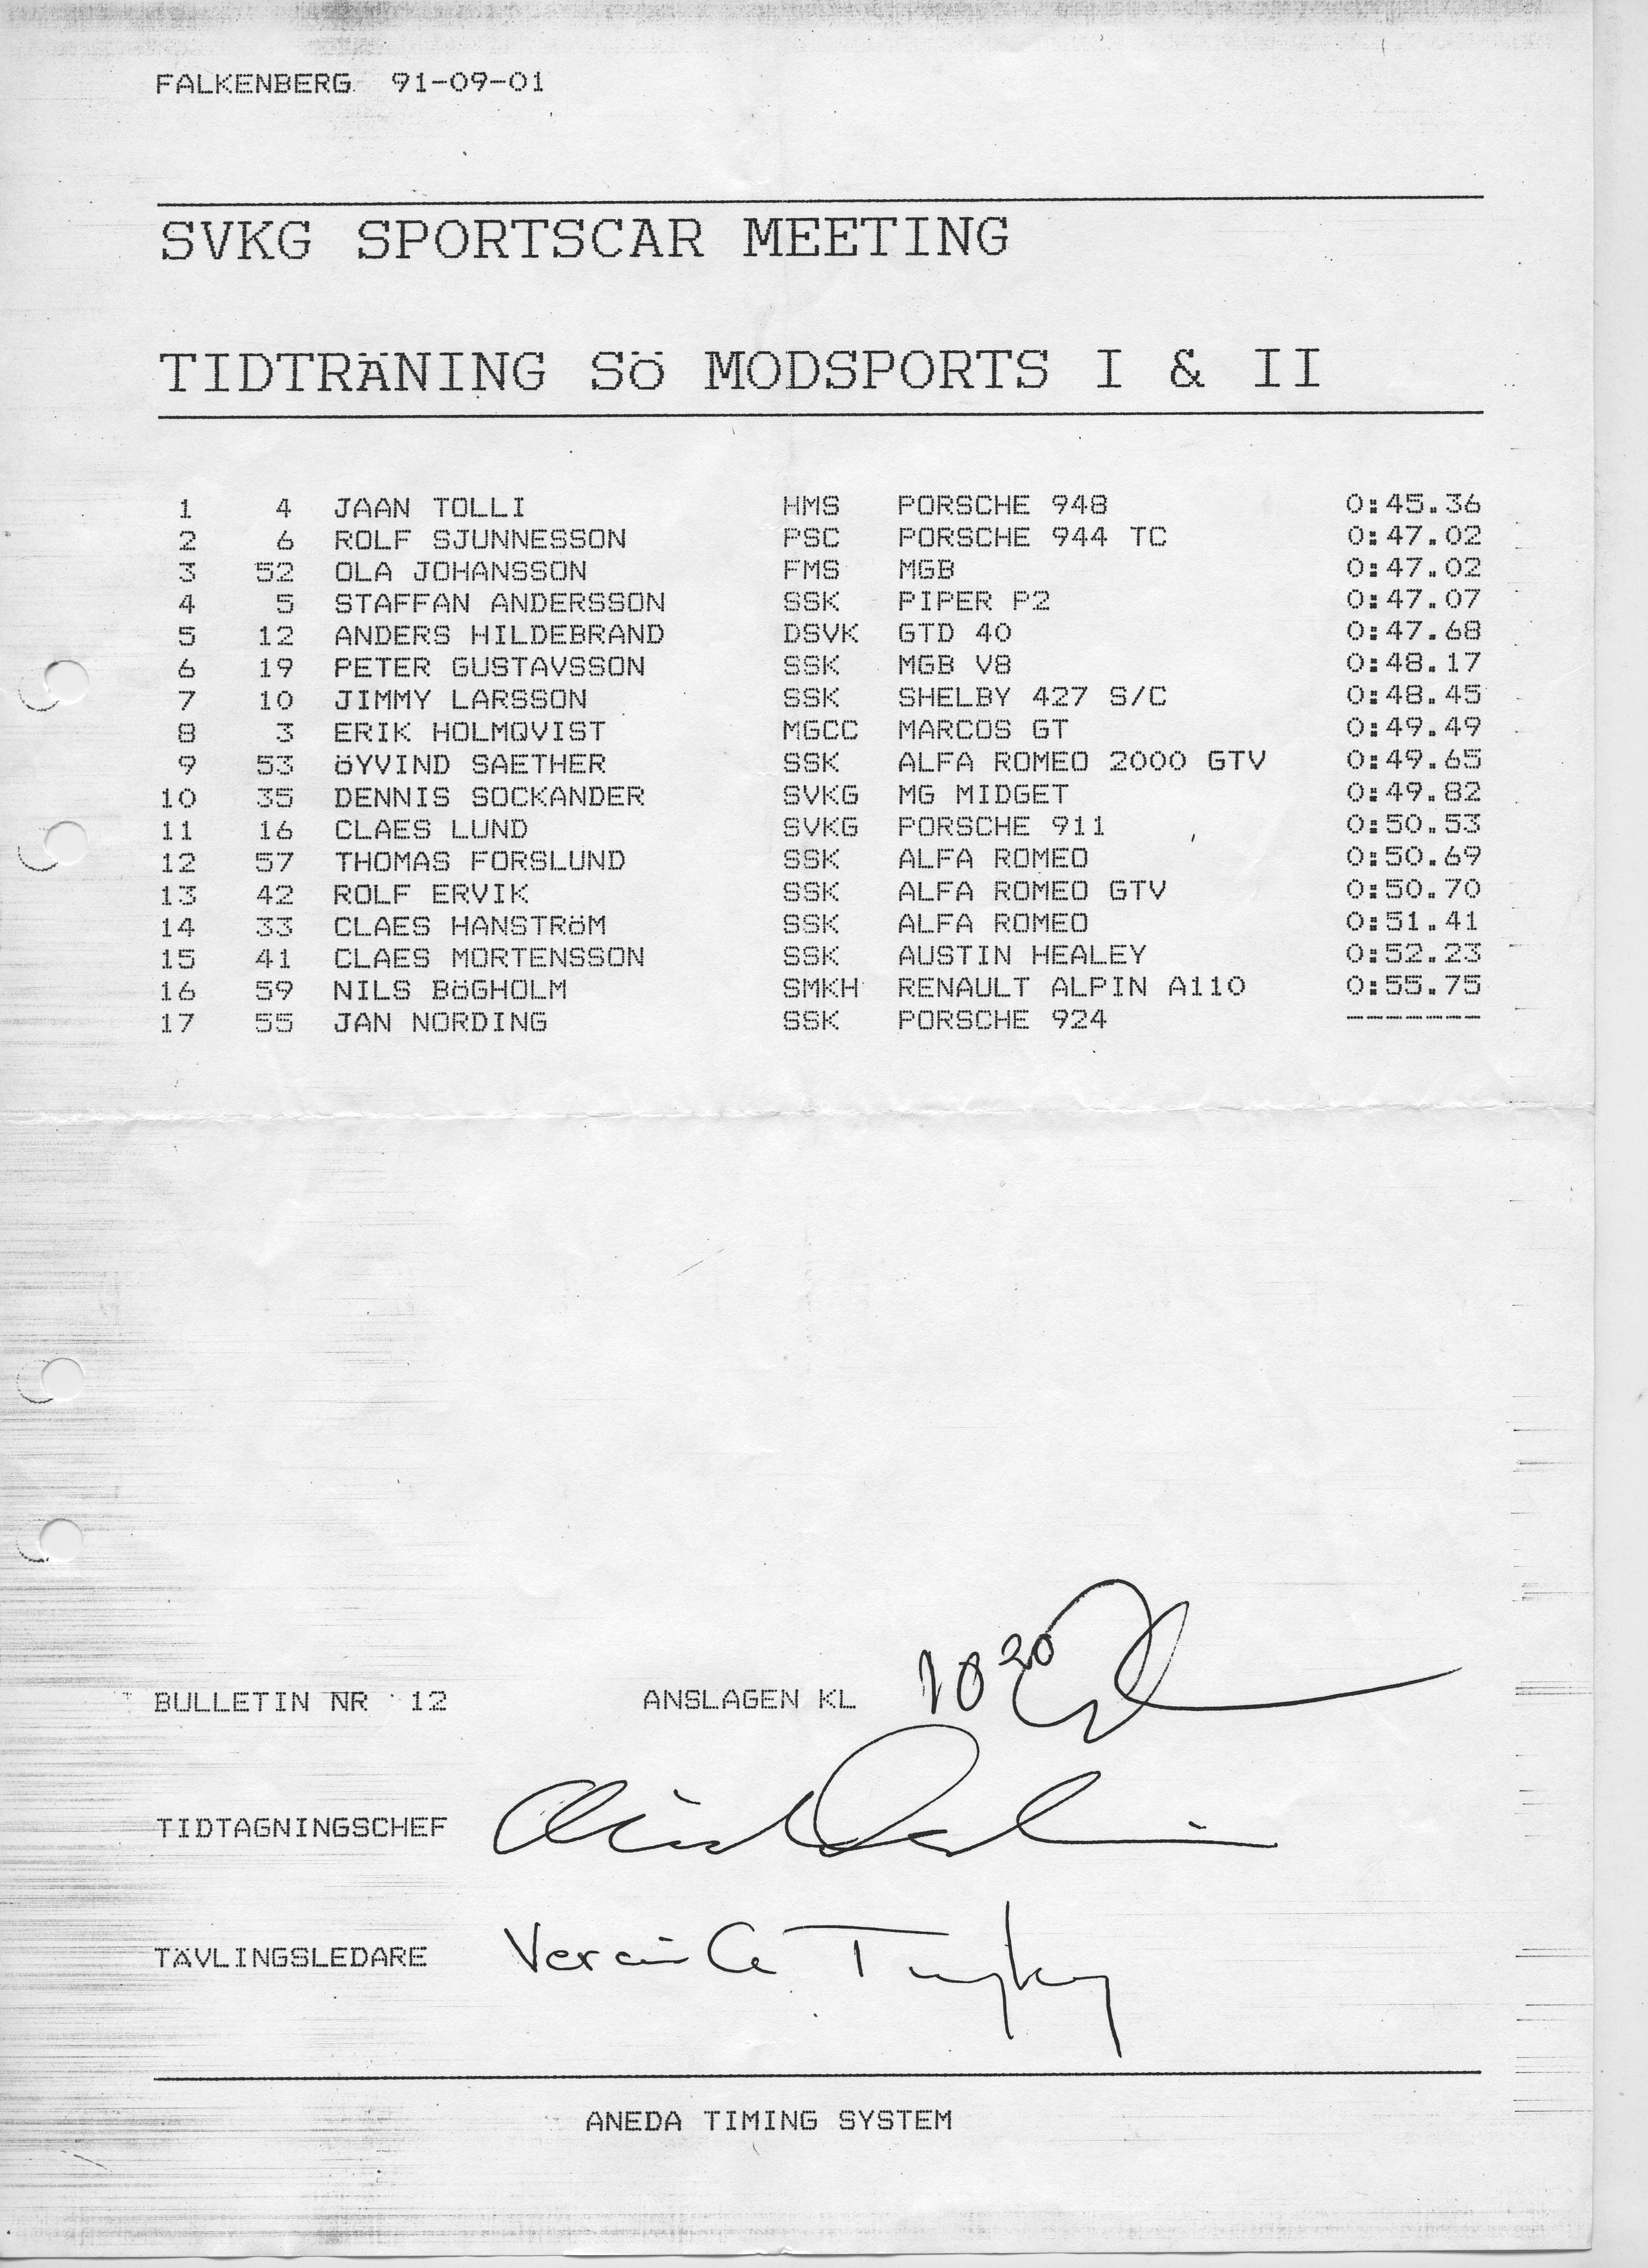 FALKENBERG 91-09-01
SVKG SPORTSCAR MEETING
TIDTRÄNING SÖ MODSPORTS I & II
1 4 JAAN TOLLI HMS PORSCHE 948 0:45.36
2 6 ROLF SJUNNESSON PSC PORSCHE 944 TC 0:47.02
3 52 OLA JOHANSSON FMS MGB 0:47.02
4 5 STAFFAN ANDERSSON SSK PIPER P2 0:47.07
5 12 ANDERS HILDEBRAND DSVK GTD 40 0:47.68
6 19 PETER GUSTAVSSON SSK MGB V8 0:48.17
7 10 JIMMY LARSSON SSK SHELBY 427 S/C 0:48.45
8 3 ERIK HOLMQVIST MGCC MARCOS GT 0:49.49
9 53 ÖYVIND SAETHER SSK ALFA ROMEO 2000 GTV 0:49.65
10 35 DENNIS SOCKANDER SVKG MG MIDGET 0:49.82
11 16 CLAES LUND SVKG PORSCHE 911 0:50.53
12 57 THOMAS FORSLUND SSK ALFA ROMEO 0:50.69
13 42 ROLF ERVIK SSK ALFA ROMEO GTV 0:50.70
14 33 CLAES HANSTRÖM SSK ALFA ROMEO 0:51.41
15 41 CLAES MORTENSSON SSK AUSTIN HEALEY 0:52.23
16 59 NILS BÖGHOLM SMKH RENAULT ALPIN A110 0:55.75
17 55 JAN NORDING SSK PORSCHE 924 -------
BULLETIN NR 12 ANSLAGEN KL 10 20
TIDTAGNINGSCHEF
TÄVLINGSLEDARE
ANEDA TIMING SYSTEM